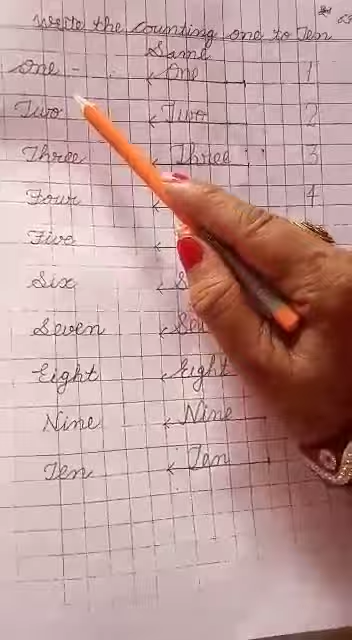 Write the counting one to Ten
Same
One - One 1
Two Two 2
Three Three 3
Four 4
Five
Six
Seven
Eight Eight
Nine Nine
Ten Ten